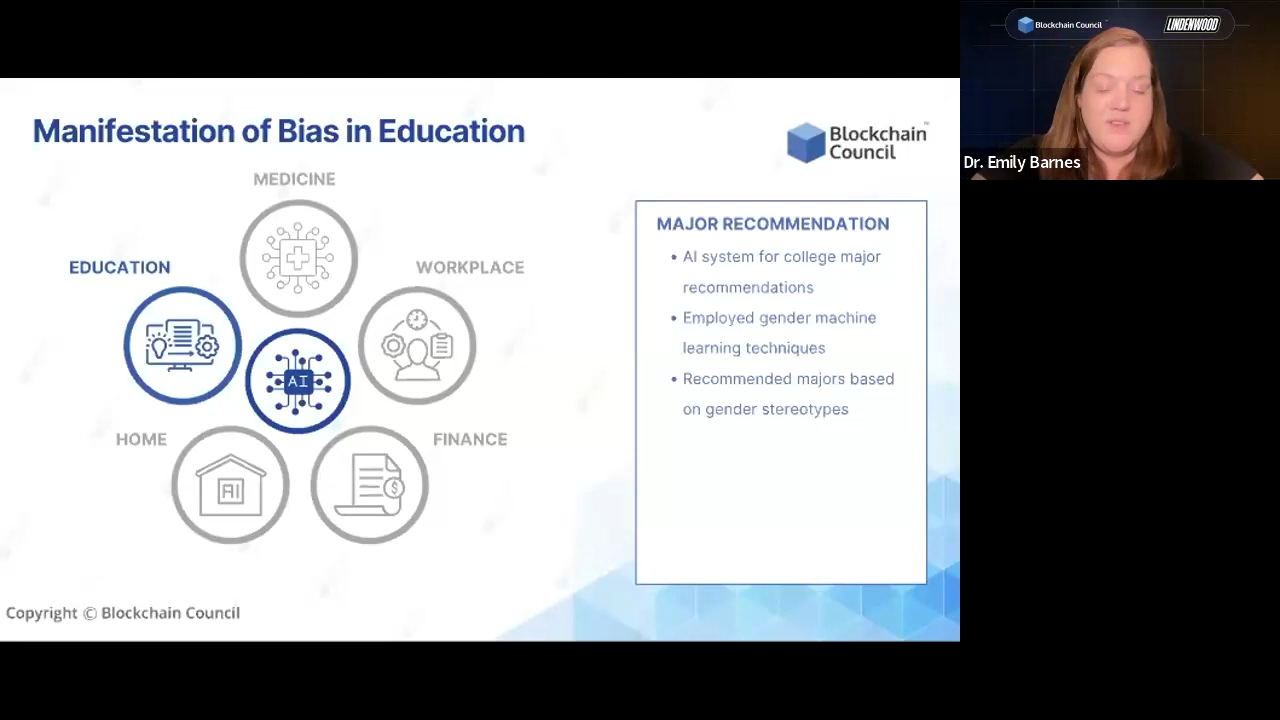 Manifestation of Bias in Education
Blockchain
Council
™
MEDICINE
EDUCATION
WORKPLACE
AI
HOME
AI
FINANCE
$
MAJOR RECOMMENDATION
• AI system for college major
recommendations
• Employed gender machine
learning techniques
• Recommended majors based
on gender stereotypes
Copyright © Blockchain Council
Blockchain Council
LINDENWOOD
Dr. Emily Barnes